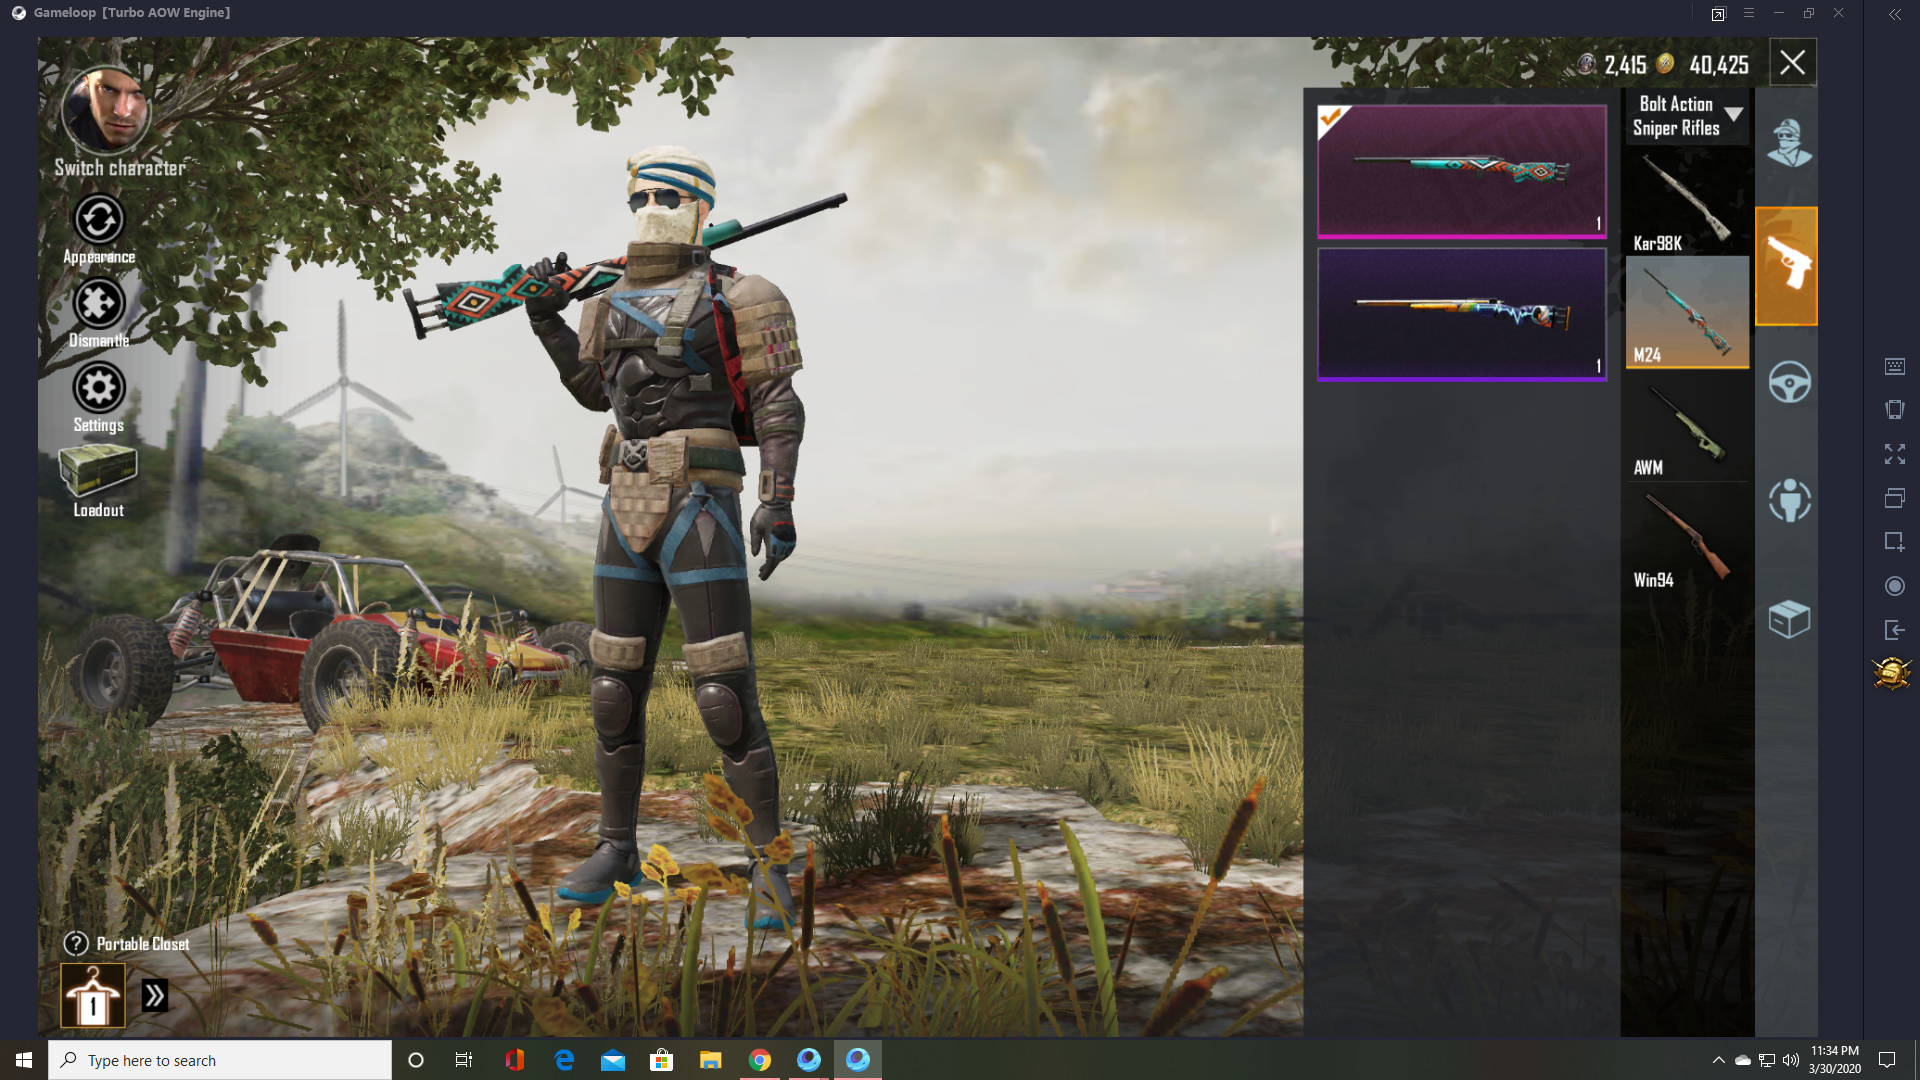 Gameloop【Turbo AOW Engine】
2,415
40,425
Switch character
Appearance
Dismantle
Settings
Loadout
Bolt Action
Sniper Rifles
1
1
Kar98K
M24
AWM
Win94
? Portable Closet
1
Type here to search
11:34 PM
3/30/2020